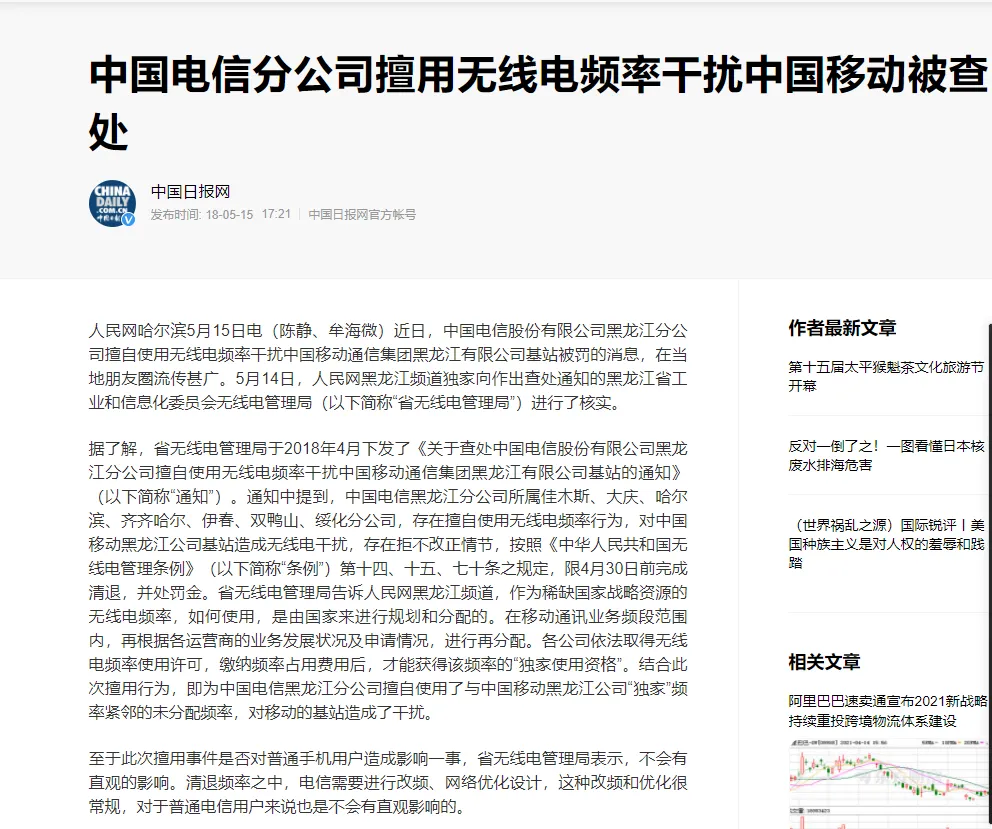 中国电信分公司擅用无线电频率干扰中国移动被查
处
CHINA
DAILY
.COM.CN
中国日报网
发布时间: 18-05-15 17:21 中国日报网官方帐号
人民网哈尔滨5月15日电（陈静、牟海微）近日，中国电信股份有限公司黑龙江分公
司擅自使用无线电频率干扰中国移动通信集团黑龙江有限公司基站被罚的消息，在当
地朋友圈流传甚广。5月14日，人民网黑龙江频道独家向作出查处通知的黑龙江省工
业和信息化委员会无线电管理局（以下简称“省无线电管理局”）进行了核实。
据了解，省无线电管理局于2018年4月下发了《关于查处中国电信股份有限公司黑龙
江分公司擅自使用无线电频率干扰中国移动通信集团黑龙江有限公司基站的通知》
（以下简称“通知”）。通知中提到，中国电信黑龙江分公司所属佳木斯、大庆、哈尔
滨、齐齐哈尔、伊春、双鸭山、绥化分公司，存在擅自使用无线电频率行为，对中国
移动黑龙江公司基站造成无线电干扰，存在拒不改正情节，按照《中华人民共和国无
线电管理条例》（以下简称“条例”）第十四、十五、七十条之规定，限4月30日前完成
清退，并处罚金。省无线电管理局告诉人民网黑龙江频道，作为稀缺国家战略资源的
无线电频率，如何使用，是由国家来进行规划和分配的。在移动通讯业务频段范围
内，再根据各运营商的业务发展状况及申请情况，进行再分配。各公司依法取得无线
电频率使用许可，缴纳频率占用费用后，才能获得该频率的“独家使用资格”。结合此
次擅用行为，即为中国电信黑龙江分公司擅自使用了与中国移动黑龙江公司“独家”频
率紧邻的未分配频率，对移动的基站造成了干扰。
至于此次擅用事件是否对普通手机用户造成影响一事，省无线电管理局表示，不会有
直观的影响。清退频率之中，电信需要进行改频、网络优化设计，这种改频和优化很
常规，对于普通电信用户来说也是不会有直观影响的。
作者最新文章
第十五届太平猴魁茶文化旅游节
开幕
反对一倒了之！一图看懂日本核
废水排海危害
（世界祸乱之源）国际锐评丨美
国种族主义是对人权的羞辱和践
踏
相关文章
阿里巴巴速卖通宣布2021新战略
持续重投跨境物流体系建设